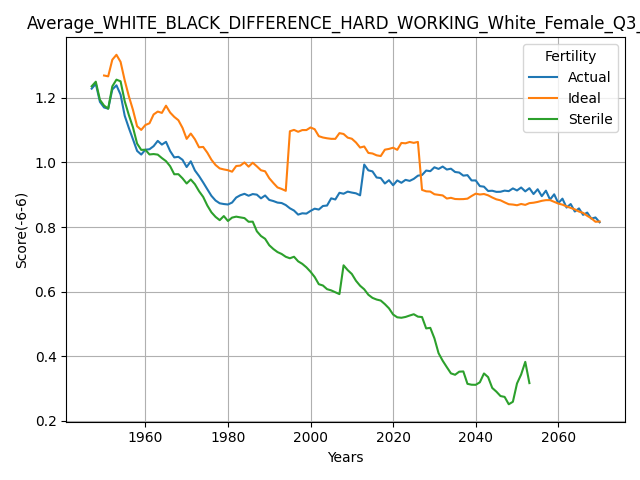 Average_WHITE_BLACK_DIFFERENCE_HARD_WORKING_White_Female_Q3_
Fertility
Actual
Ideal
Sterile
Score(-6-6)
1.2
1.0
0.8
0.6
0.4
0.2
1960
1980
2000
2020
2040
2060
Years